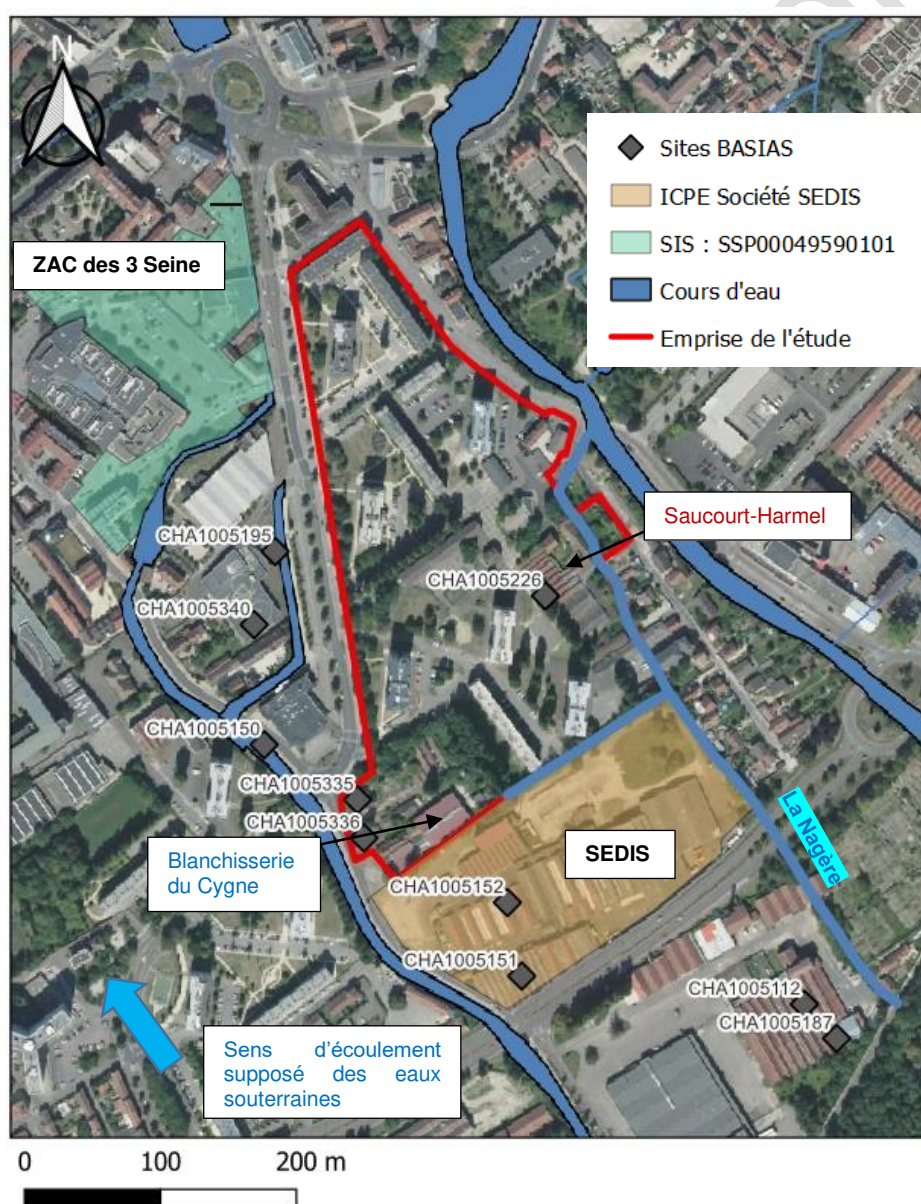 N
Sites BASIAS
ICPE Société SEDIS
SIS : SSP00049590101
Cours d'eau
Emprise de l'étude
ZAC des 3 Seine
Saucourt-Harmel
CHA1005195
CHA1005226
CHA1005340
CHA1005150
CHA1005335
CHA1005336
La Nagère
Blanchisserie
du Cygne
SEDIS
CHA1005152
CHA1005151
CHA1005112
CHA1005187
Sens d'écoulement
supposé des eaux
souterraines
0 100 200 m